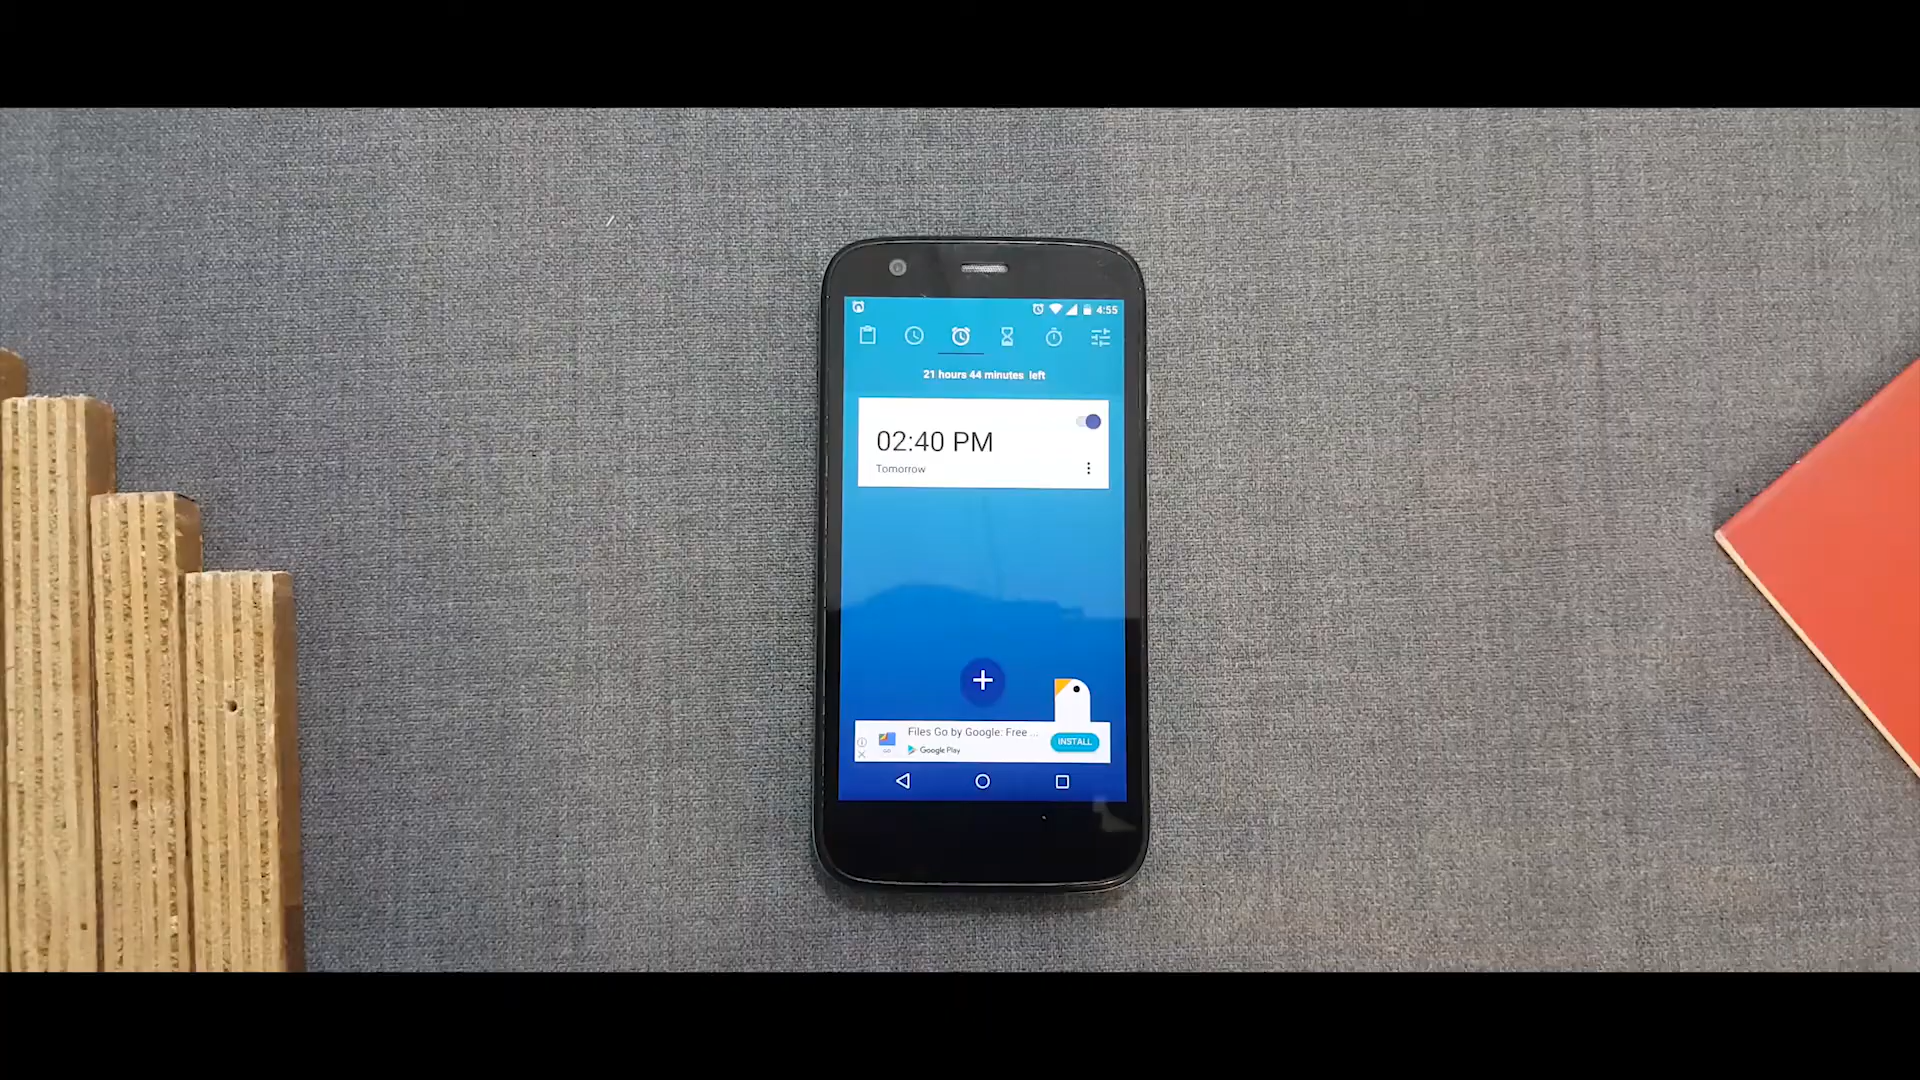 4:55
21 hours 44 minutes left
02:40 PM
Tomorrow
Files Go by Google: Free ...
GO
Google Play
INSTALL